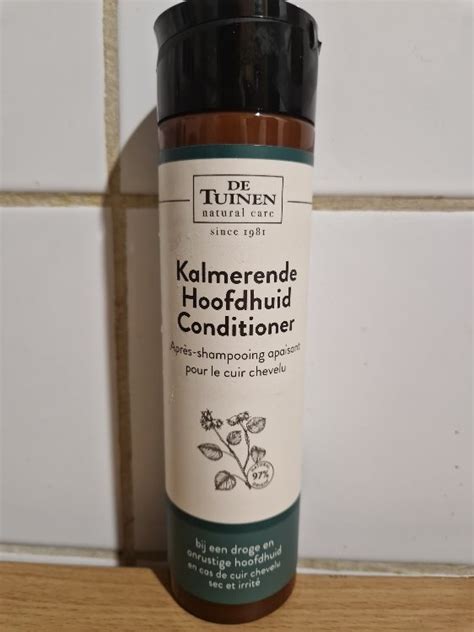 DE
TUINEN
natural care
since 1981
Kalmerende
Hoofdhuid
Conditioner
Après-shampooing apaisant
pour le cuir chevelu
97%
bij een droge en
onrustige hoofdhuid
en cas de cuir chevelu
sec et irrité